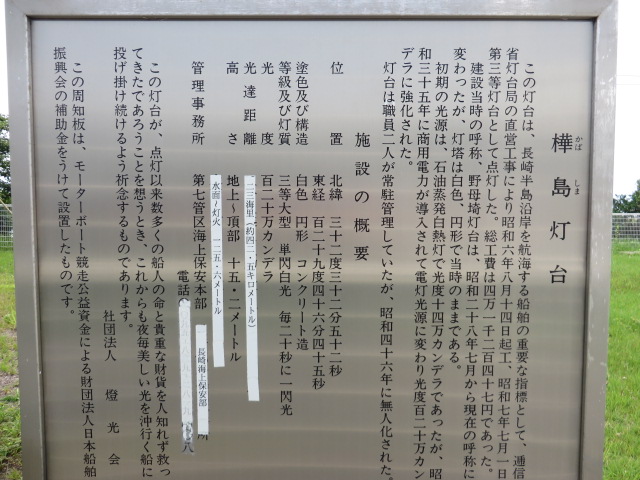 樺島灯台
かば しま
この灯台は、長崎半島沿岸を航海する船舶の重要な指標として、逓信
省灯台局の直営工事により昭和六年八月十四日起工、昭和七年七月一日
第三等灯台として点灯した。総工費は四万一千二百四十七円であった。
建設当時の呼称、野母埼灯台は、昭和二十八年七月から現在の呼称に
変わったが、灯塔は白色、円形で当時のままである。
初期の光源は、石油蒸発白熱灯で光度十四万カンデラであったが、昭
和三十五年に商用電力が導入されて電灯光源に変わり光度百二十万カン
デラに強化された。
灯台は職員二人が常駐管理していたが、昭和四十六年に無人化された。
施設の概要
位置 北緯 三十二度三十二分五十二秒
東経 百二十九度四十六分四十五秒
塗色及び構造 白色 円形 コンクリート造
等級及び灯質 三等大型 単閃白光 毎二十秒に一閃光
光度 百二十万カンデラ
光達距離 二二海里(約四〇・五キロメートル)
高さ 地上~頂部 十五・二メートル
水面~灯火 一二五・六メートル
管理事務所 第七管区海上保安本部 長崎海上保安部
電話
この灯台が、点灯以来数多くの船人の命と貴重な財貨を人知れず救っ
てきたであろうことを想うとき、これからも夜毎美しい光を沖行く船に
投げ掛け続けるよう祈念するものであります。
社団法人 燈光会
この周知板は、モーターボート競走公益資金による財団法人日本船舶
振興会の補助金をうけて設置したものです。